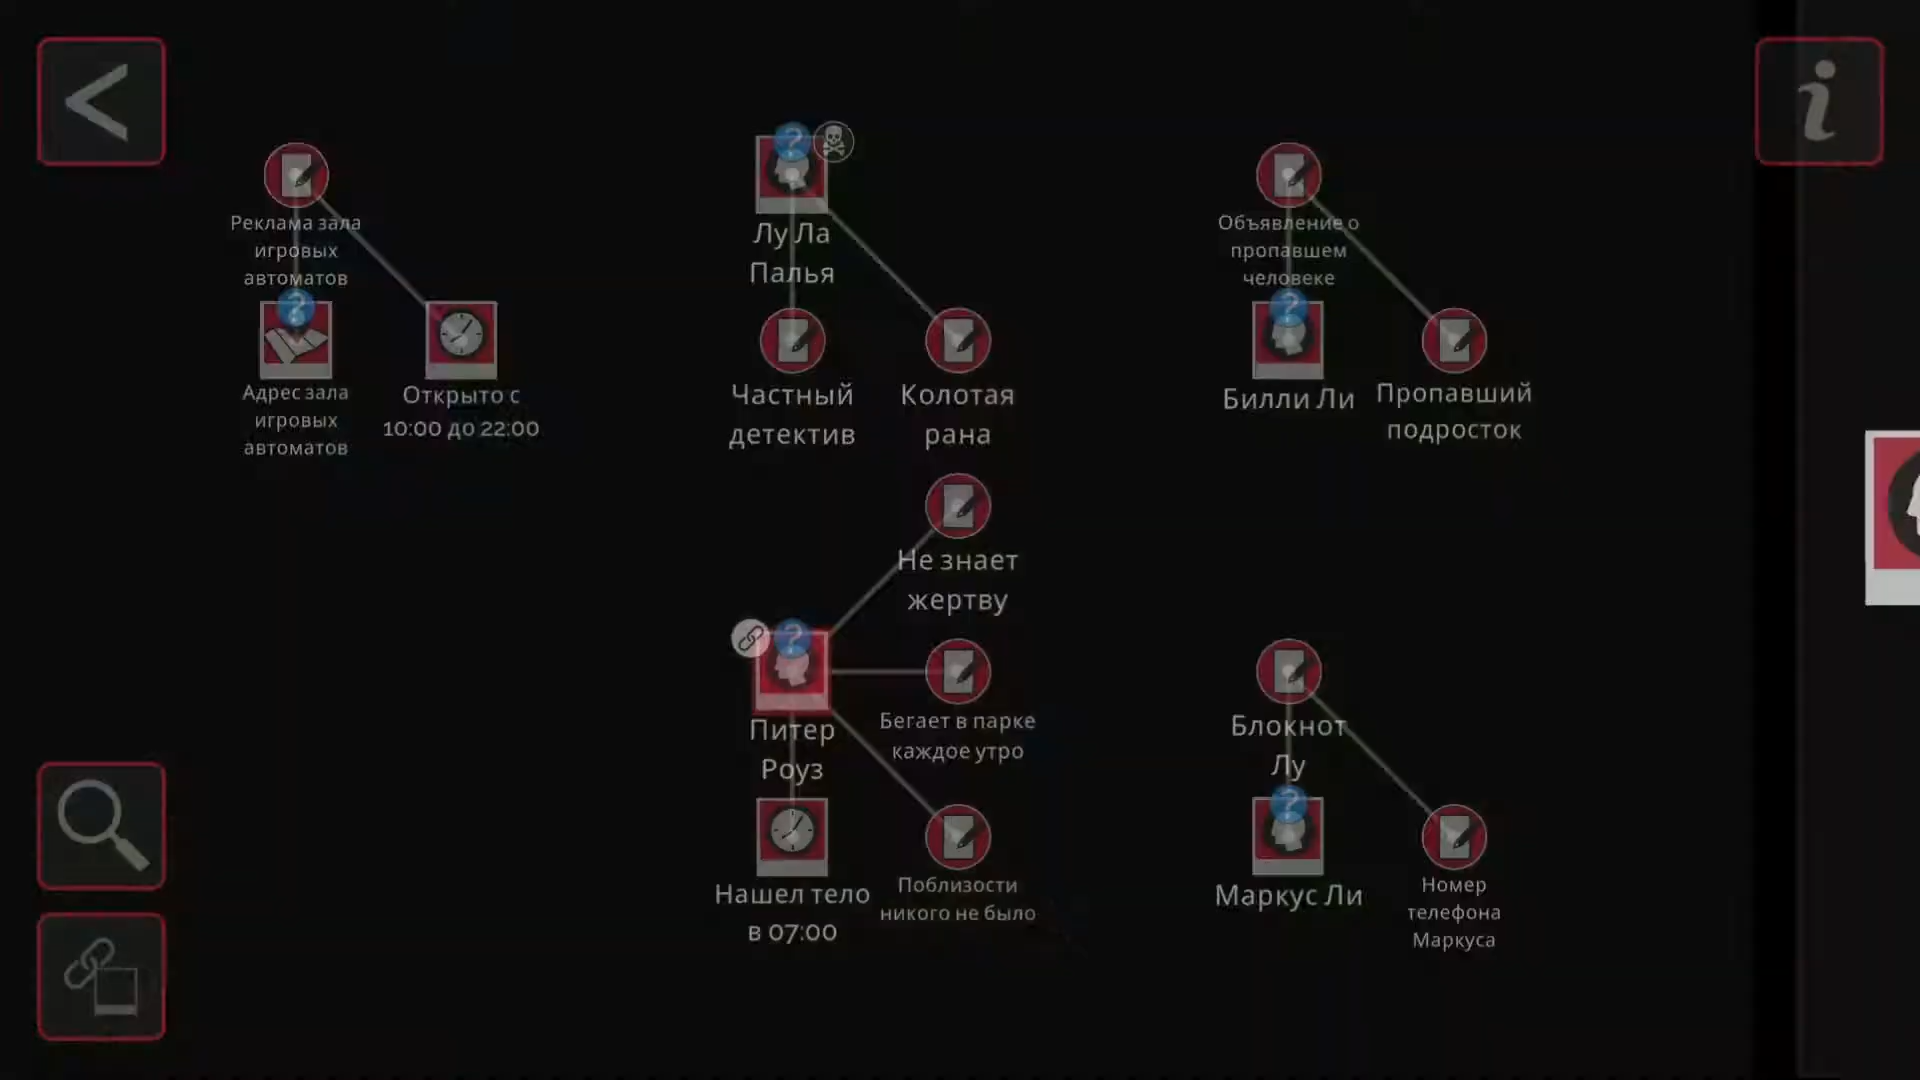 Реклама зала
игровых
автоматов
Адрес зала
игровых
автоматов
Открыто с
10:00 до 22:00
Лу Ла
Палья
Частный
детектив
Колотая
рана
Объявление о
пропавшем
человеке
Билли Ли
Пропавший
подросток
Не знает
жертву
Питер
Роуз
Бегает в парке
каждое утро
Нашел тело
в 07:00
Поблизости
никого не было
Блокнот
Лу
Маркус Ли
Номер
телефона
Маркуса